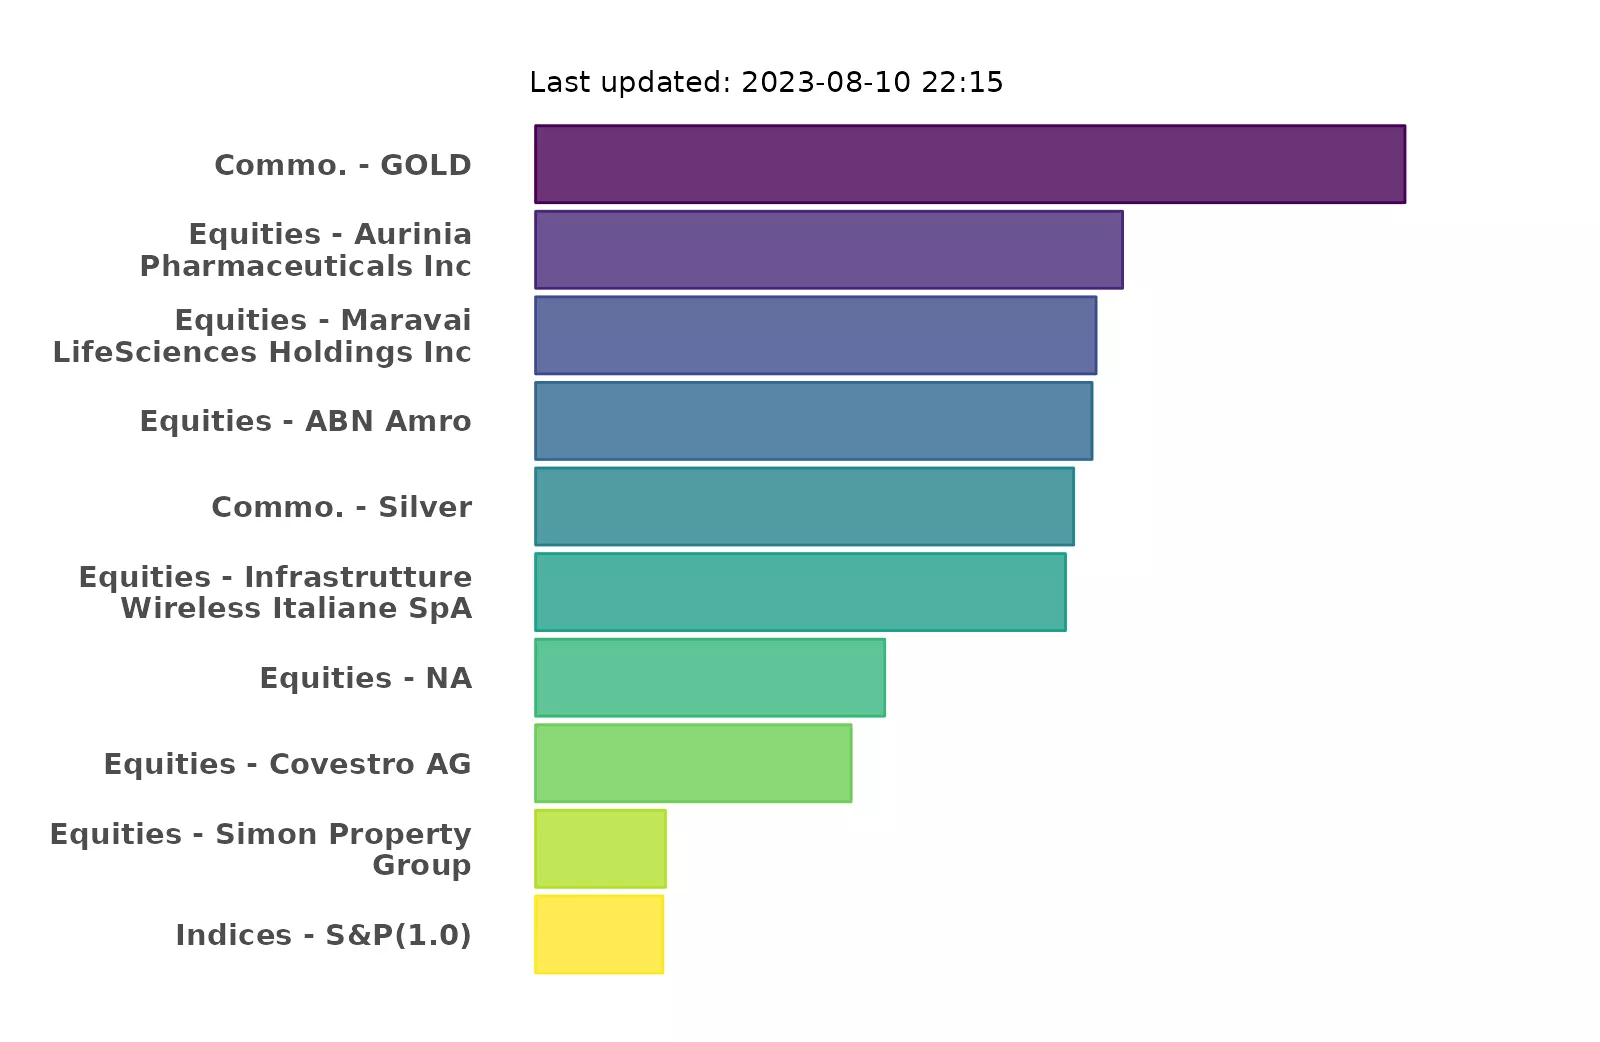 Last updated: 2023-08-10 22:15
Commo. - GOLD
Equities - Aurinia
Pharmaceuticals Inc
Equities - Maravai
LifeSciences Holdings Inc
Equities - ABN Amro
Commo. - Silver
Equities - Infrastrutture
Wireless Italiane SpA
Equities - NA
Equities - Covestro AG
Equities - Simon Property
Group
Indices - S&P(1.0)